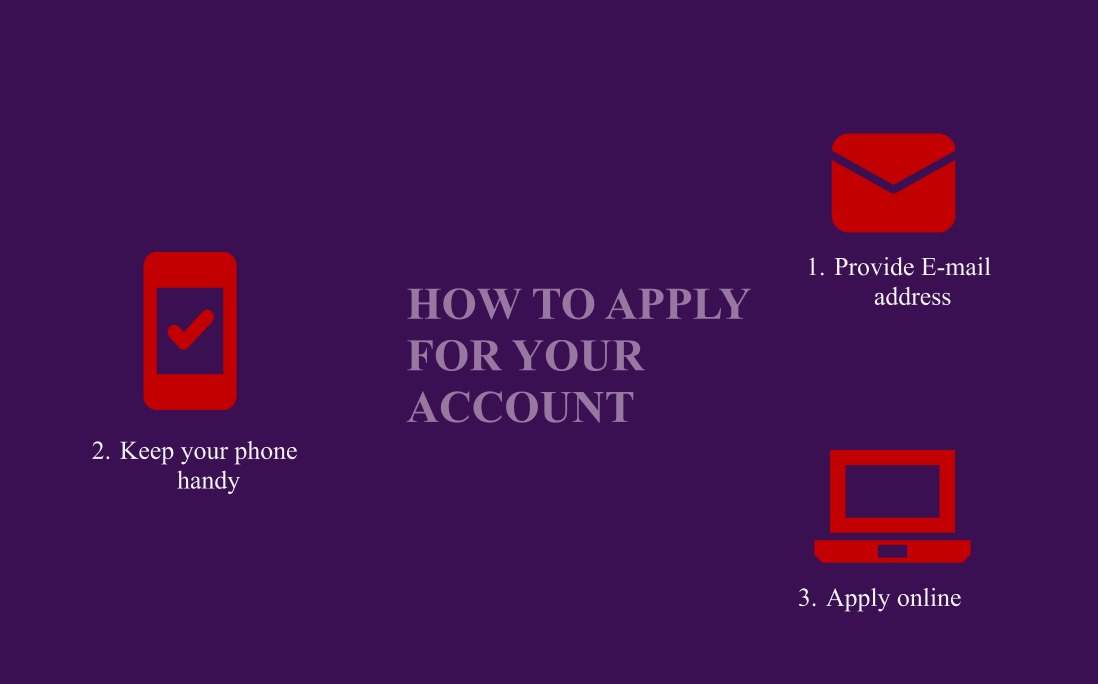 HOW TO APPLY
FOR YOUR
ACCOUNT
1. Provide E-mail
address
2. Keep your phone
handy
3. Apply online